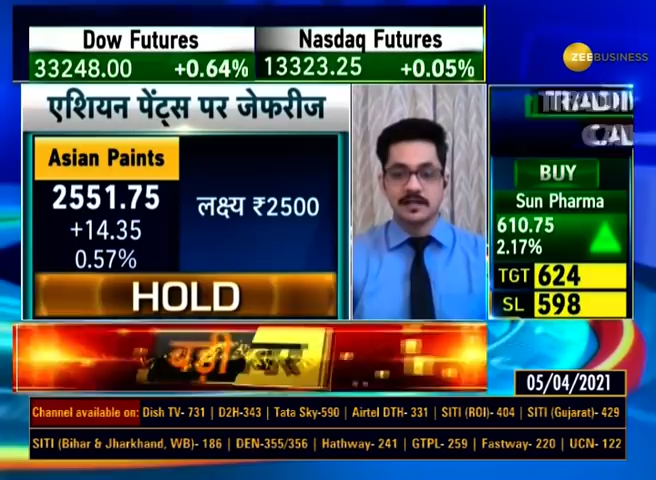 Dow Futures
33248.00 +0.64%
Nasdaq Futures
13323.25 +0.05%
ZEEBUSINESS
एशियन पेंट्स पर जेफरीज
Asian Paints
2551.75
+14.35
0.57%
लक्ष्य ₹2500
HOLD
BUY
Sun Pharma
610.75
2.17%
TGT 624
SL 598
बड़ी
05/04/2021
Channel available on: Dish TV- 731 | D2H-343 | Tata Sky-590 | Airtel DTH- 331 | SITI (ROI)- 404 | SITI (Gujarat)- 429
SITI (Bihar & Jharkhand, WB)- 186 | DEN-355/356 | Hathway- 241 | GTPL- 259 | Fastway- 220 | UCN- 122